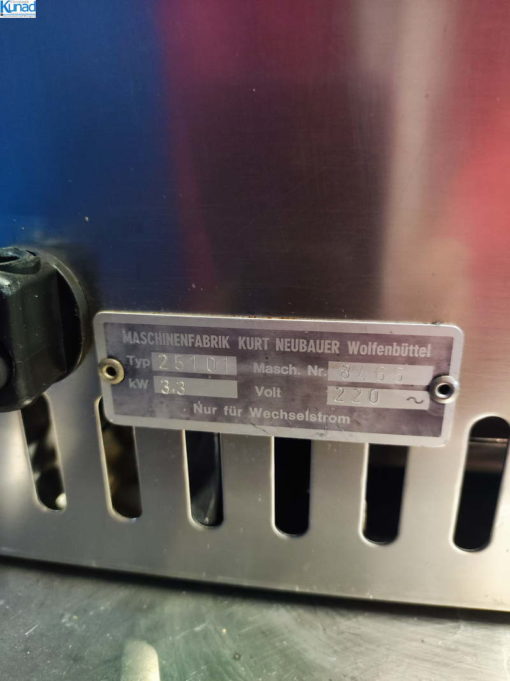 Kunad
MASCHINENFABRIK KURT NEUBAUER Wolfenbüttel
Typ 25101 Masch. Nr.
kW 3.3 Volt 220 ~
Nur für Wechselstrom